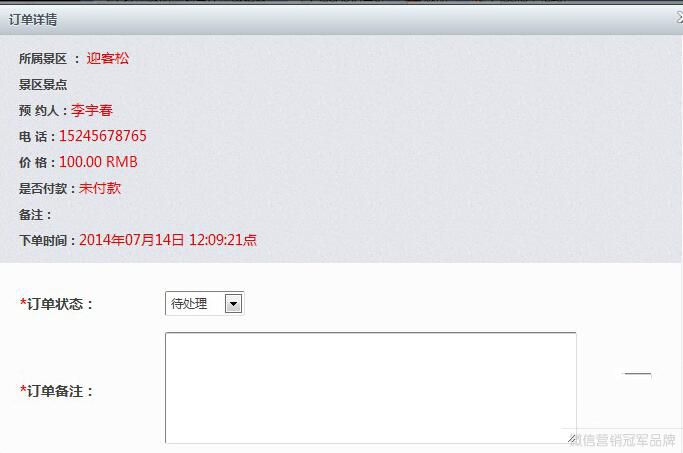 订单详情
所属景区 ： 迎客松
景区景点
预 约人：李宇春
电 话：15245678765
价 格：100.00 RMB
是否付款：未付款
备注：
下单时间：2014年07月14日 12:09:21点
*订单状态：
待处理
*订单备注：
微信营销冠军品牌